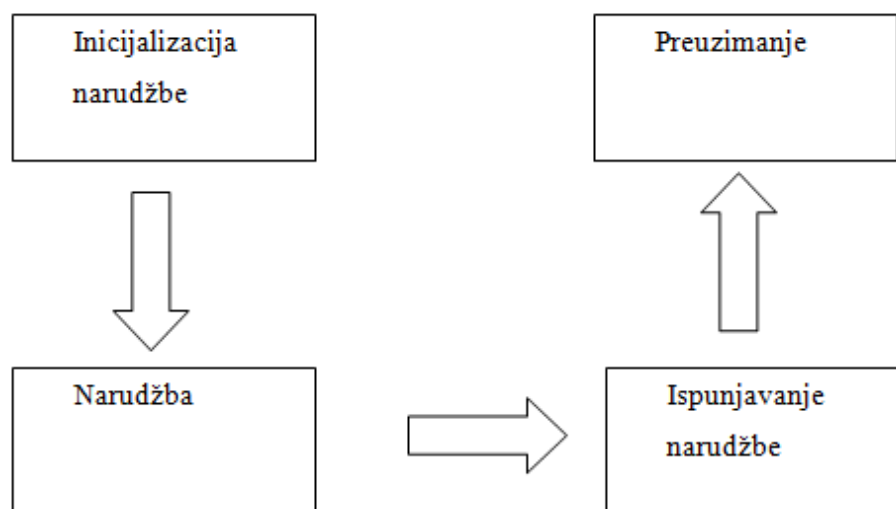 Inicijalizacija
narudžbe
Preuzimanje
Narudžba
Ispunjavanje
narudžbe